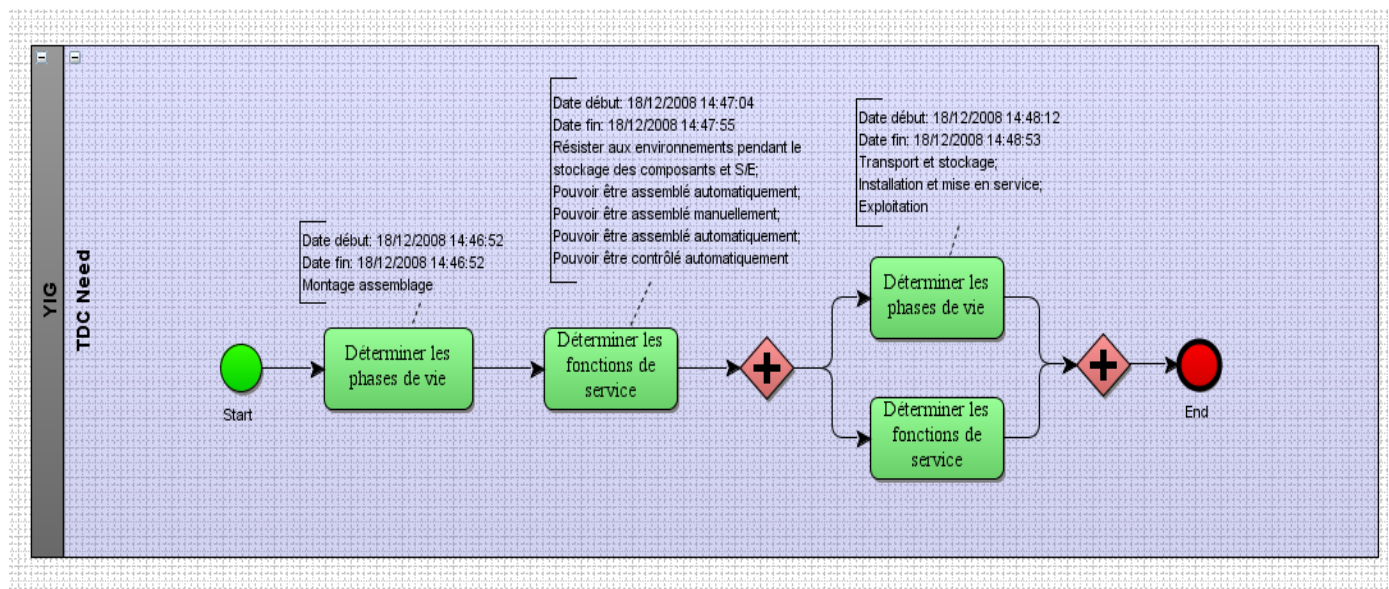 YIG
TDC Need
Start
Date début: 18/12/2008 14:46:52
Date fin: 18/12/2008 14:46:52
Montage assemblage
Déterminer les
phases de vie
Date début: 18/12/2008 14:47:04
Date fin: 18/12/2008 14:47:55
Résister aux environnements pendant le
stockage des composants et S/E;
Pouvoir être assemblé automatiquement;
Pouvoir être assemblé manuellement;
Pouvoir être assemblé automatiquement;
Pouvoir être contrôlé automatiquement
Déterminer les
fonctions de
service
Date début: 18/12/2008 14:48:12
Date fin: 18/12/2008 14:48:53
Transport et stockage;
Installation et mise en service;
Exploitation
Déterminer les
phases de vie
Déterminer les
fonctions de
service
End